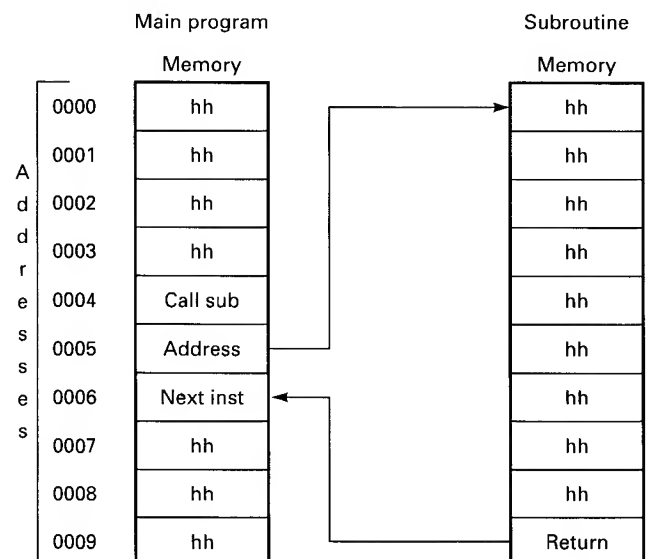 Main program Subroutine
Memory Memory
Addresses
0000 hh hh
0001 hh hh
0002 hh hh
0003 hh hh
0004 Call sub hh
0005 Address hh
0006 Next inst hh
0007 hh hh
0008 hh hh
0009 hh Return